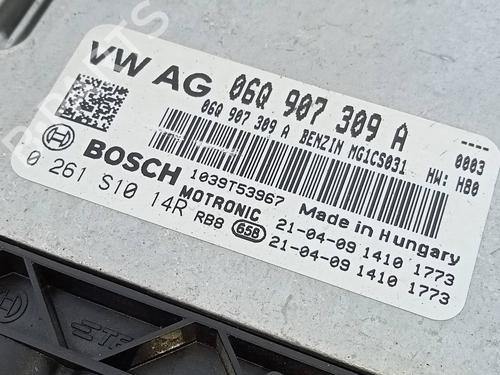 VW AG 06Q 907 309 A ----
06Q 907 309 A BENZIN MG1CS031 0003
HW: H80
BOSCH 1039T53967 Made in Hungary
0 261 S10 14R MOTRONIC
RB8 658 21-04-09 1410 1773
21-04-09 1410 1773